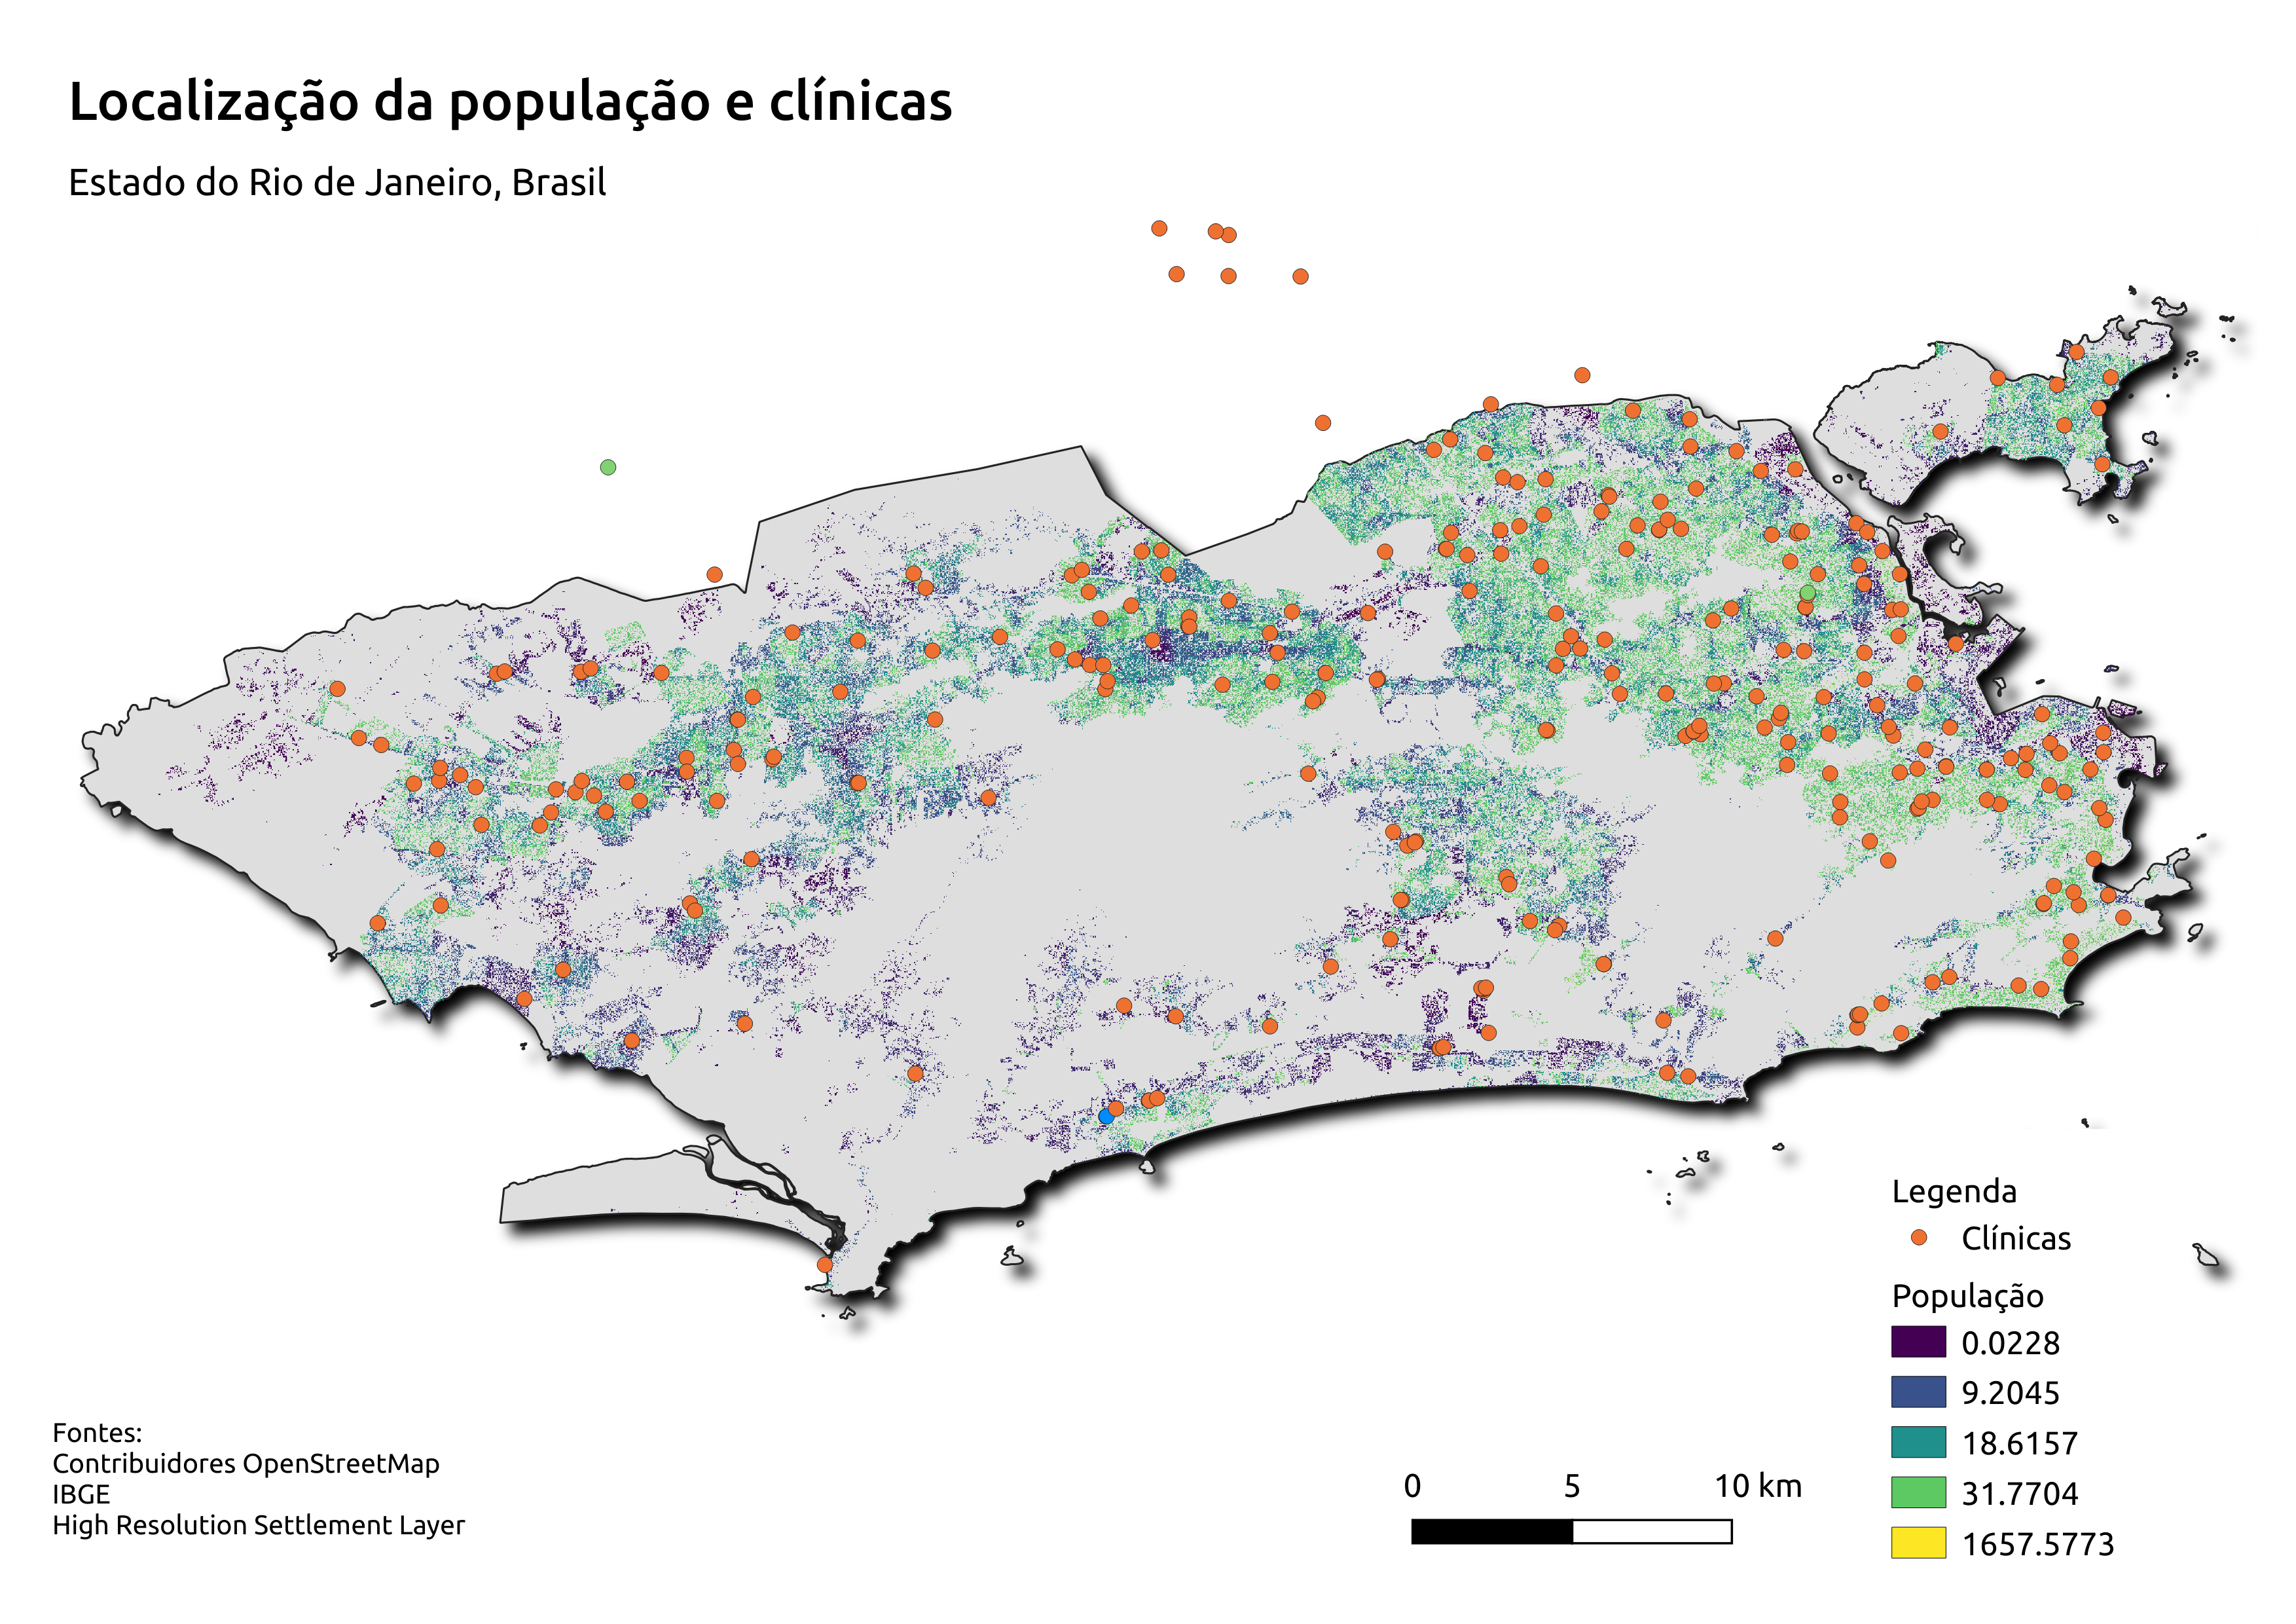 Localização da população e clínicas
Estado do Rio de Janeiro, Brasil
Legenda
Clínicas
População
0.0228
9.2045
18.6157
31.7704
1657.5773
Fontes:
Contribuidores OpenStreetMap
IBGE
High Resolution Settlement Layer
0 5 10 km